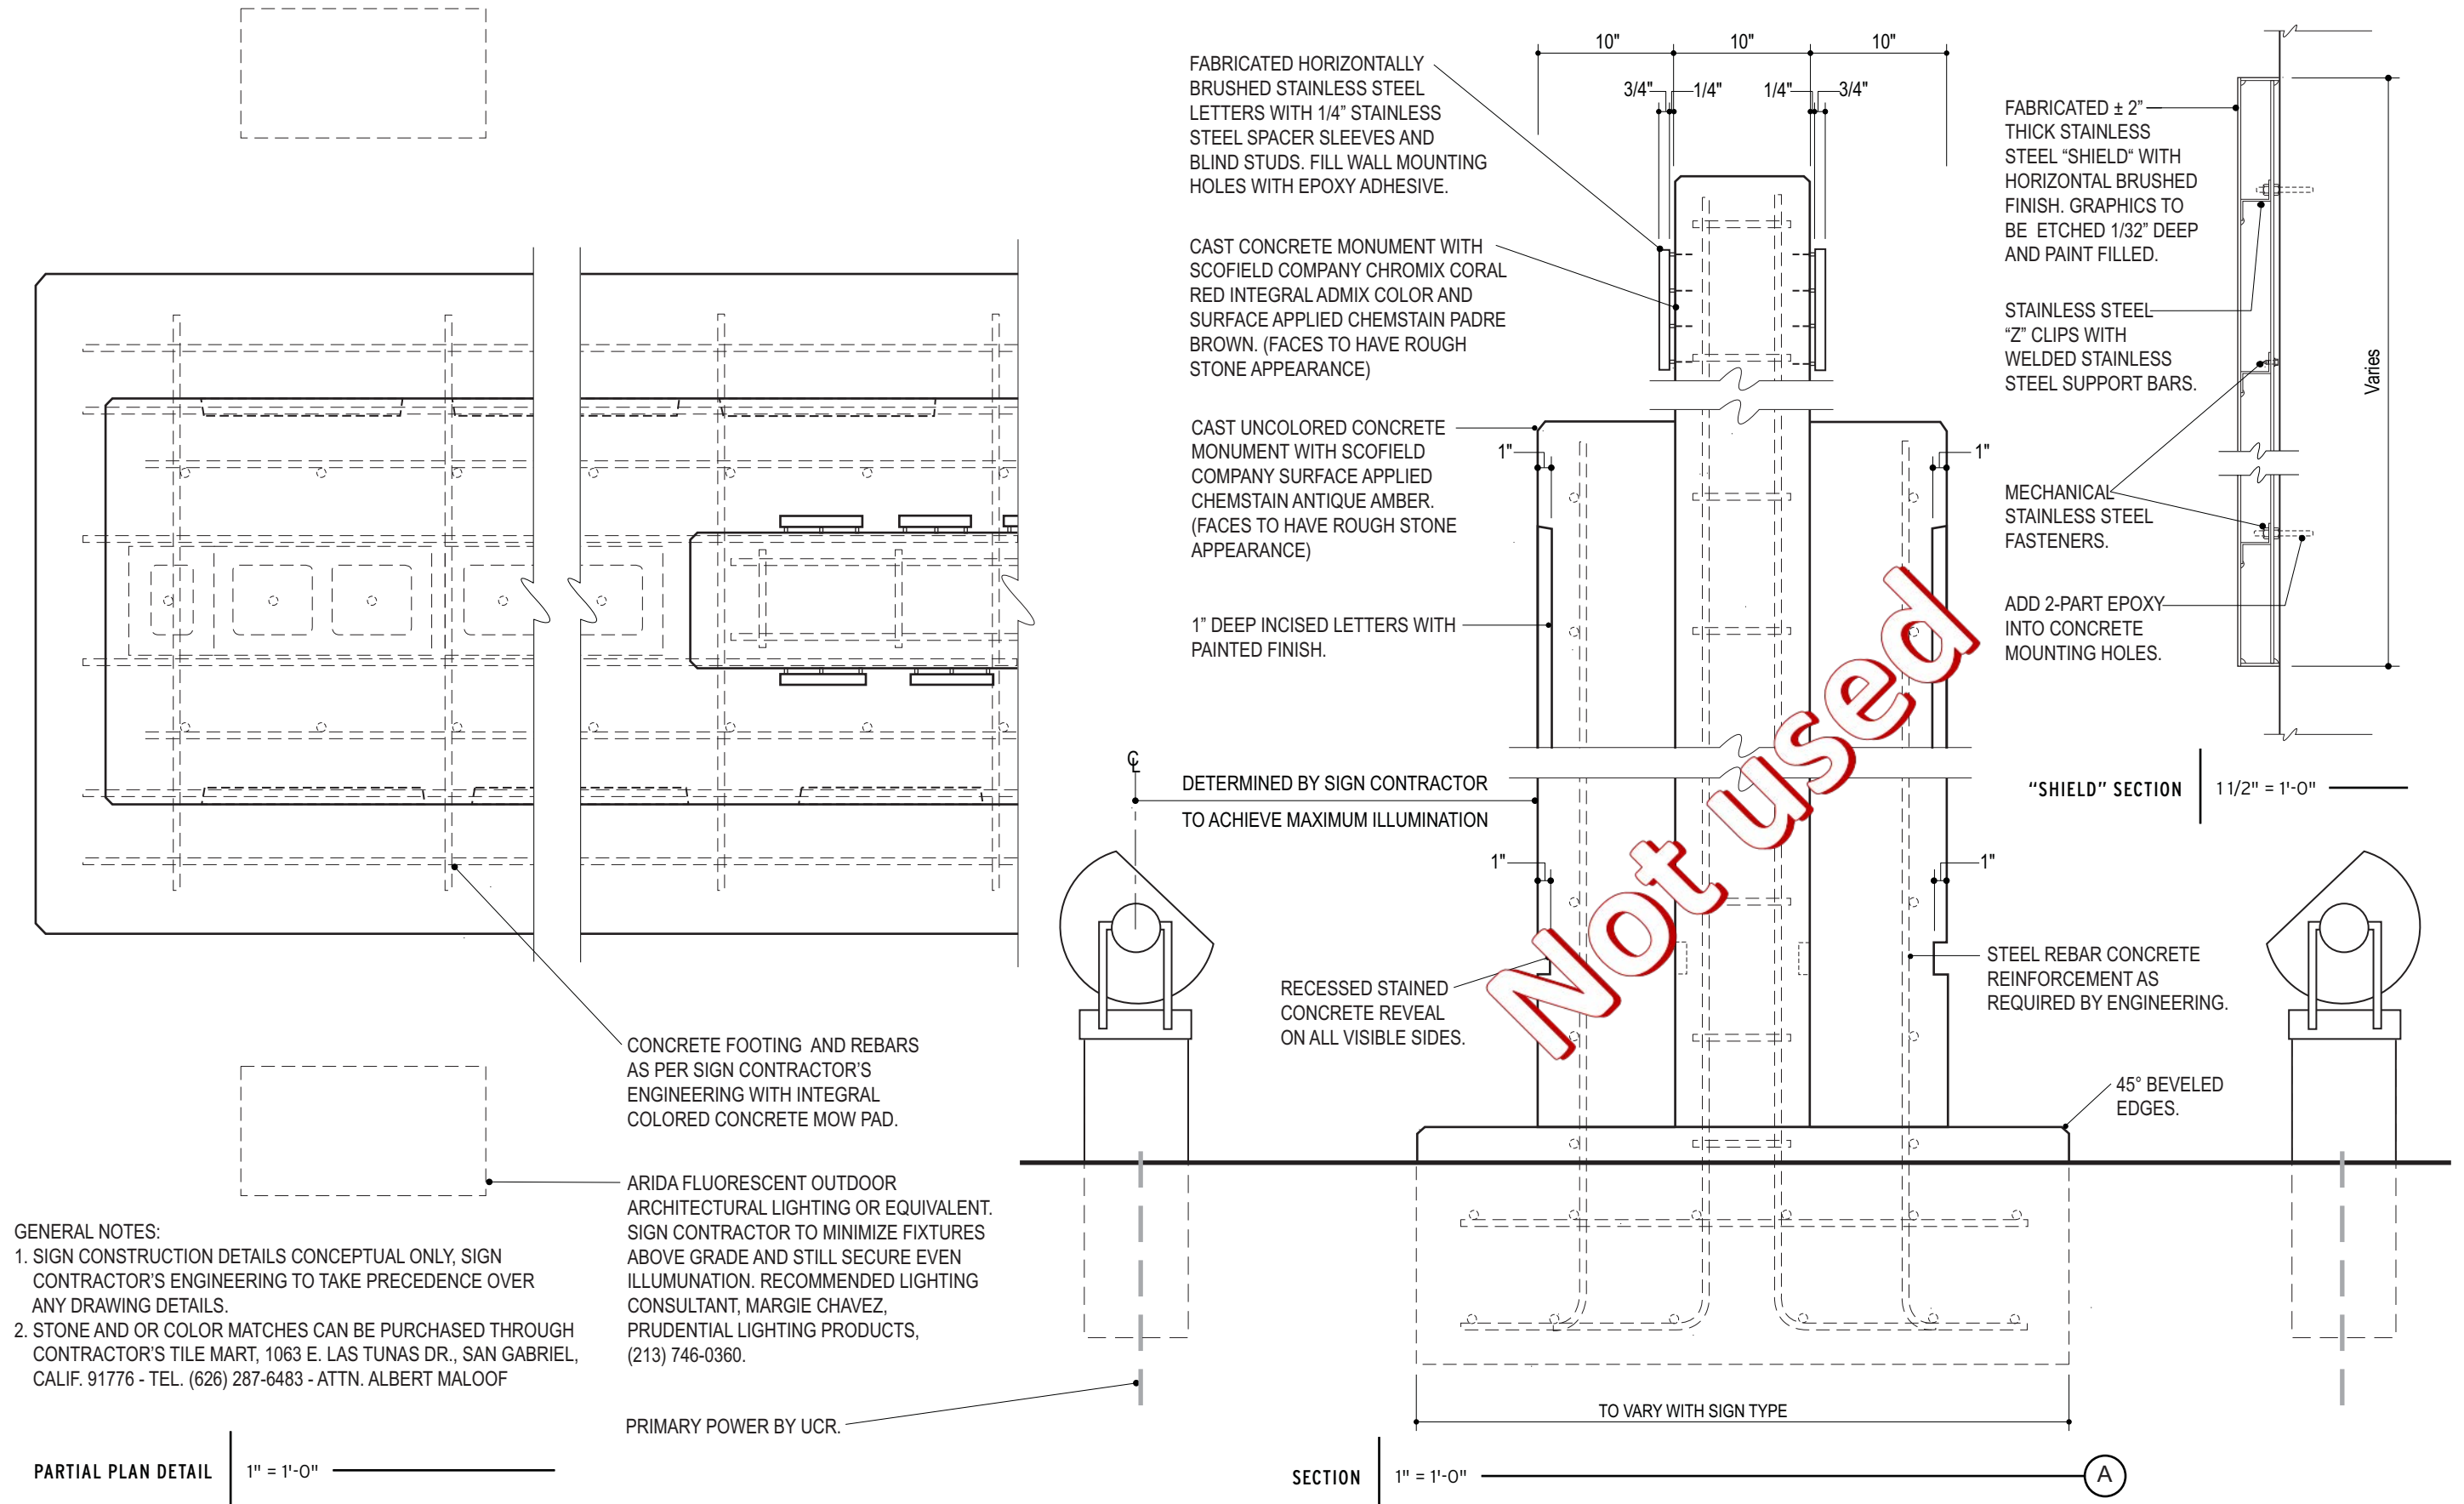 FABRICATED HORIZONTALLY
BRUSHED STAINLESS STEEL
LETTERS WITH 1/4” STAINLESS
STEEL SPACER SLEEVES AND
BLIND STUDS. FILL WALL MOUNTING
HOLES WITH EPOXY ADHESIVE.
CAST CONCRETE MONUMENT WITH
SCOFIELD COMPANY CHROMIX CORAL
RED INTEGRAL ADMIX COLOR AND
SURFACE APPLIED CHEMSTAIN PADRE
BROWN. (FACES TO HAVE ROUGH
STONE APPEARANCE)
CAST UNCOLORED CONCRETE
MONUMENT WITH SCOFIELD
COMPANY SURFACE APPLIED
CHEMSTAIN ANTIQUE AMBER.
(FACES TO HAVE ROUGH STONE
APPEARANCE)
1” DEEP INCISED LETTERS WITH
PAINTED FINISH.
10" 10" 10"
3/4" 1/4" 1/4" 3/4"
1" 1"
FABRICATED ± 2”
THICK STAINLESS
STEEL “SHIELD“ WITH
HORIZONTAL BRUSHED
FINISH. GRAPHICS TO
BE ETCHED 1/32” DEEP
AND PAINT FILLED.
STAINLESS STEEL
“Z” CLIPS WITH
WELDED STAINLESS
STEEL SUPPORT BARS.
MECHANICAL
STAINLESS STEEL
FASTENERS.
ADD 2-PART EPOXY
INTO CONCRETE
MOUNTING HOLES.
Varies
“SHIELD” SECTION
1 1/2" = 1'-0"
Not used
℄
DETERMINED BY SIGN CONTRACTOR
TO ACHIEVE MAXIMUM ILLUMINATION
1" 1"
RECESSED STAINED
CONCRETE REVEAL
ON ALL VISIBLE SIDES.
STEEL REBAR CONCRETE
REINFORCEMENT AS
REQUIRED BY ENGINEERING.
45° BEVELED
EDGES.
CONCRETE FOOTING AND REBARS
AS PER SIGN CONTRACTOR’S
ENGINEERING WITH INTEGRAL
COLORED CONCRETE MOW PAD.
ARIDA FLUORESCENT OUTDOOR
ARCHITECTURAL LIGHTING OR EQUIVALENT.
SIGN CONTRACTOR TO MINIMIZE FIXTURES
ABOVE GRADE AND STILL SECURE EVEN
ILLUMUNATION. RECOMMENDED LIGHTING
CONSULTANT, MARGIE CHAVEZ,
PRUDENTIAL LIGHTING PRODUCTS,
(213) 746-0360.
PRIMARY POWER BY UCR.
GENERAL NOTES:
1. SIGN CONSTRUCTION DETAILS CONCEPTUAL ONLY, SIGN
CONTRACTOR’S ENGINEERING TO TAKE PRECEDENCE OVER
ANY DRAWING DETAILS.
2. STONE AND OR COLOR MATCHES CAN BE PURCHASED THROUGH
CONTRACTOR’S TILE MART, 1063 E. LAS TUNAS DR., SAN GABRIEL,
CALIF. 91776 - TEL. (626) 287-6483 - ATTN. ALBERT MALOOF
TO VARY WITH SIGN TYPE
PARTIAL PLAN DETAIL
1" = 1'-0"
SECTION
1" = 1'-0"
A